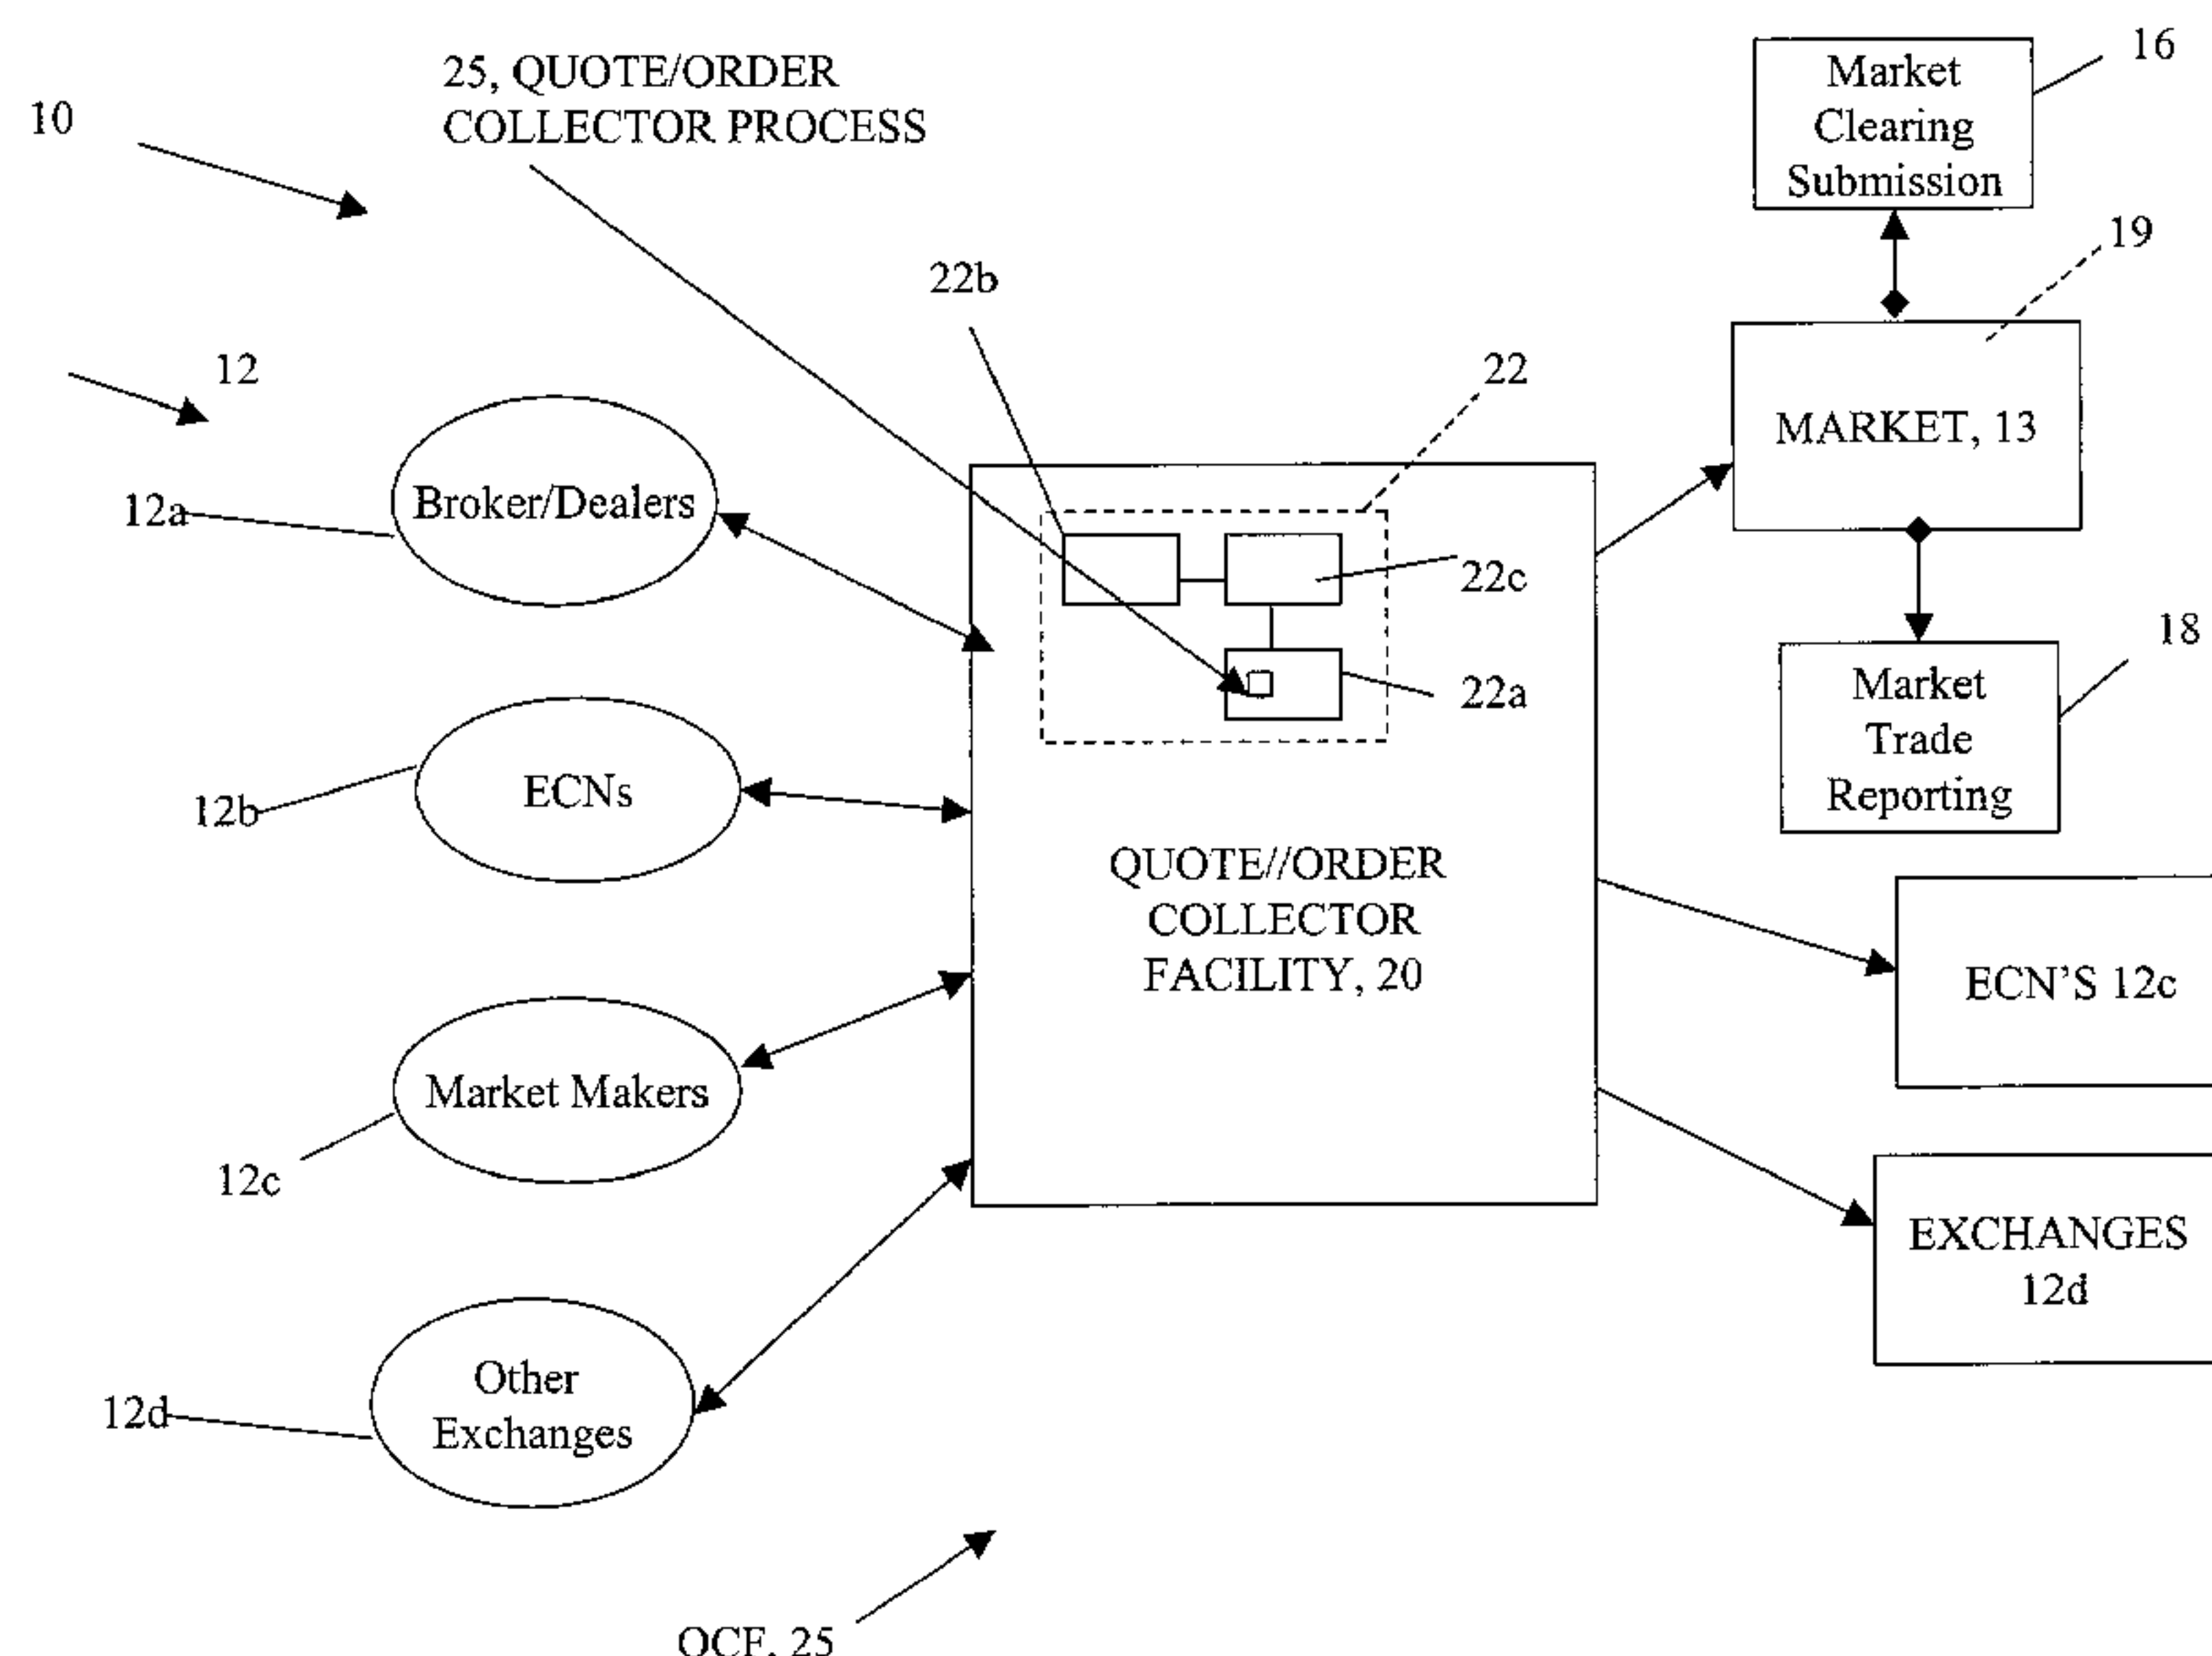 10
25, QUOTE/ORDER
COLLECTOR PROCESS
Market
Clearing
Submission
16
19
22b
12
22
MARKET, 13
12a
Broker/Dealers
22c
22a
18
Market
Trade
Reporting
12b
ECNs
QUOTE//ORDER
COLLECTOR
FACILITY, 20
ECN'S 12c
Market Makers
12c
EXCHANGES
12d
12d
Other
Exchanges
OCF, 25